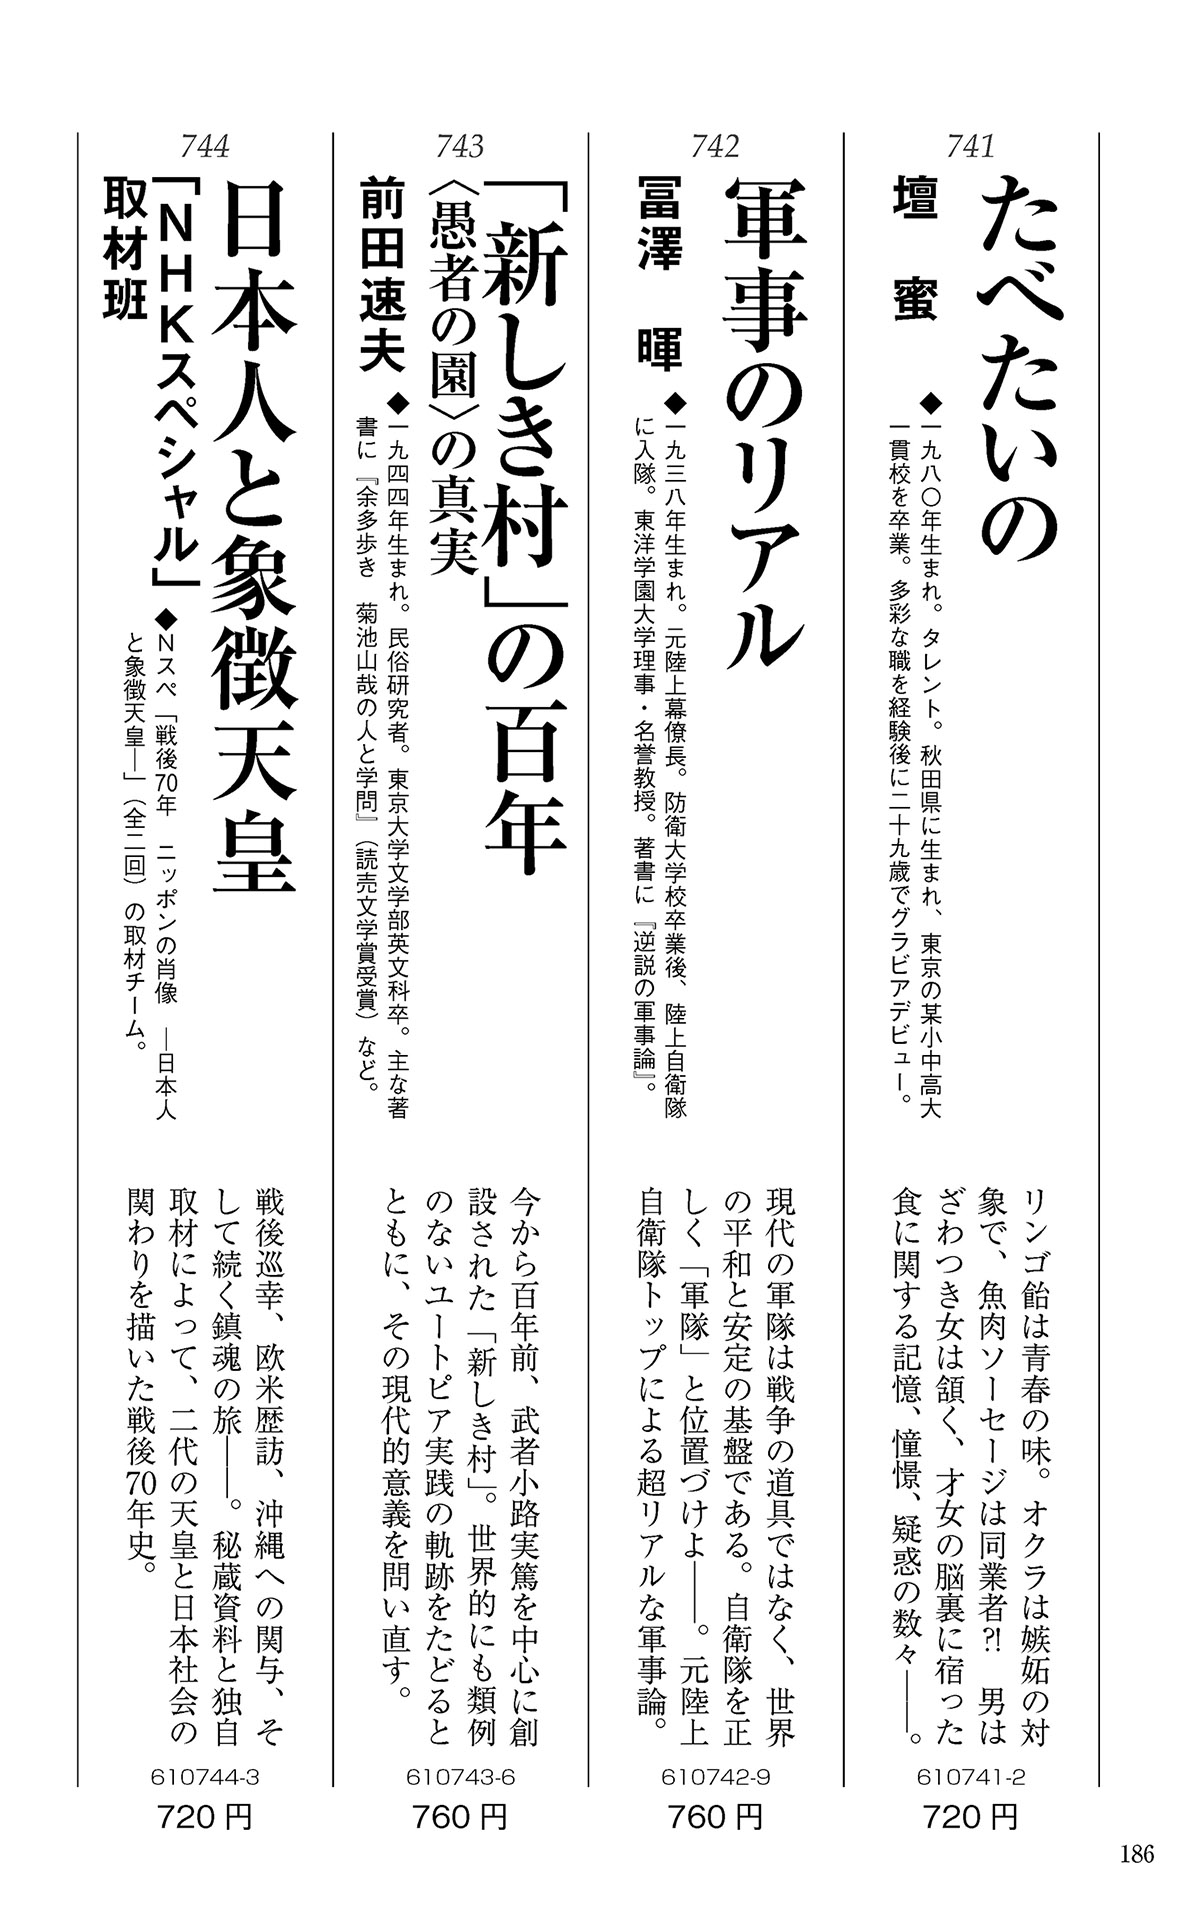 741
たべたいの
壇　蜜
◆一九八〇年生まれ。タレント。秋田県に生まれ、東京の某小中高大
一貫校を卒業。多彩な職を経験後に二十九歳でグラビアデビュー。
リンゴ飴は青春の味。オクラは嫉妬の対
象で、魚肉ソーセージは同業者?!　男は
ざわつき女は頷く、才女の脳裏に宿った
食に関する記憶、憧憬、疑惑の数々――。
610741-2
720円
742
軍事のリアル
冨澤　暉
◆一九三八年生まれ。元陸上幕僚長。防衛大学校卒業後、陸上自衛隊
に入隊。東洋学園大学理事・名誉教授。著書に『逆説の軍事論』。
現代の軍隊は戦争の道具ではなく、世界
の平和と安定の基盤である。自衛隊を正
しく「軍隊」と位置づけよ――。元陸上
自衛隊トップによる超リアルな軍事論。
610742-9
760円
743
「新しき村」の百年
〈愚者の園〉の真実
前田速夫
◆一九四四年生まれ。民俗研究者。東京大学文学部英文科卒。主な著
書に『余多歩き　菊池山哉の人と学問』（読売文学賞受賞）など。
今から百年前、武者小路実篤を中心に創
設された「新しき村」。世界的にも類例
のないユートピア実践の軌跡をたどると
ともに、その現代的意義を問い直す。
610743-6
760円
744
日本人と象徴天皇
「NHKスペシャル」
取材班
◆Nスペ「戦後70年　ニッポンの肖像　―日本人
と象徴天皇―」（全二回）の取材チーム。
戦後巡幸、欧米歴訪、沖縄への関与、そ
して続く鎮魂の旅――。秘蔵資料と独自
取材によって、二代の天皇と日本社会の
関わりを描いた戦後70年史。
610744-3
720円
186